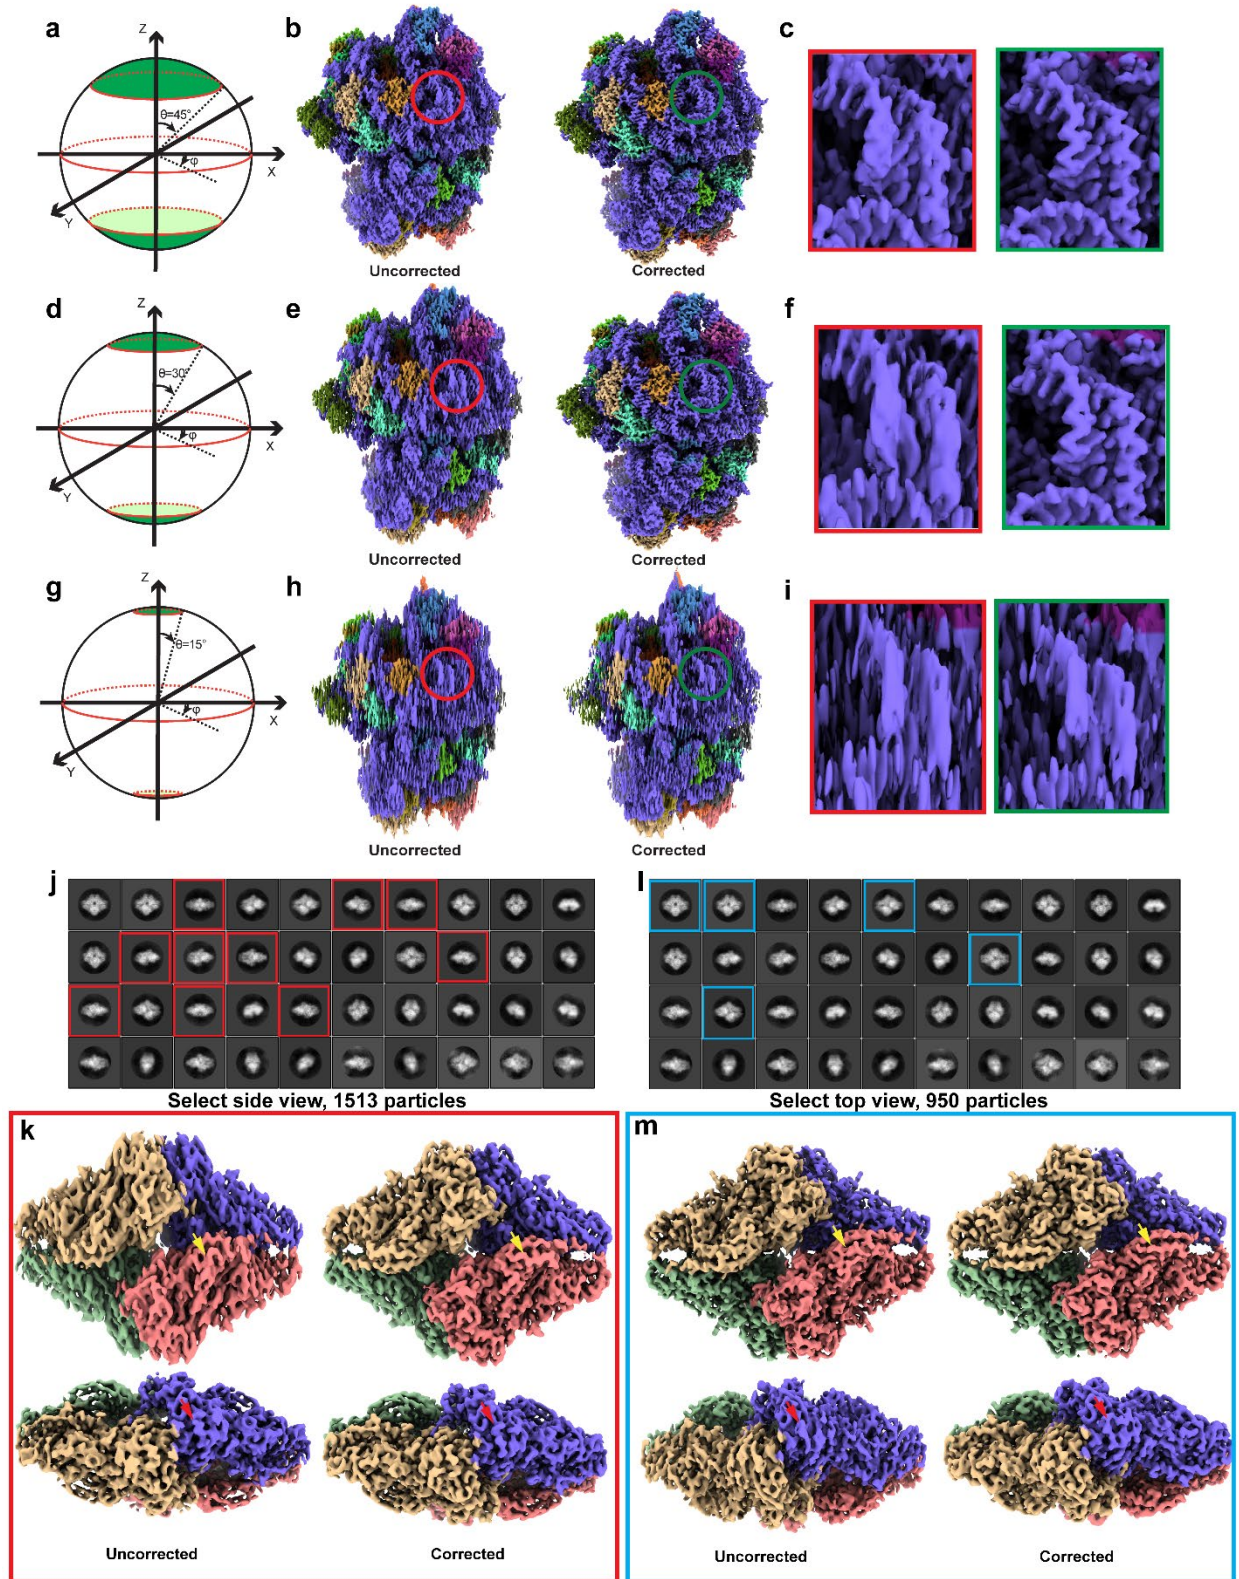 a
Z
θ=45°
φ
X
Y
b
Uncorrected
Corrected
c
d
Z
θ=30°
φ
X
Y
e
Uncorrected
Corrected
f
g
Z
θ=15°
φ
X
Y
h
Uncorrected
Corrected
i
j
Select side view, 1513 particles
l
Select top view, 950 particles
k
Uncorrected
Corrected
m
Uncorrected
Corrected